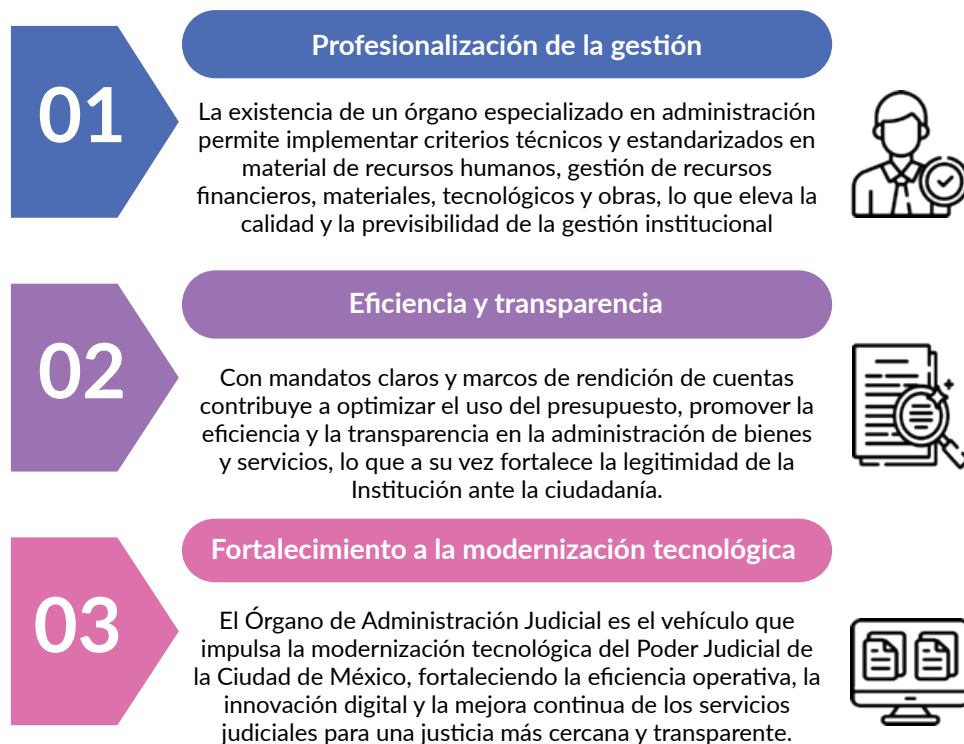 01
Profesionalización de la gestión
La existencia de un órgano especializado en administración
permite implementar criterios técnicos y estandarizados en
material de recursos humanos, gestión de recursos
financieros, materiales, tecnológicos y obras, lo que eleva la
calidad y la previsibilidad de la gestión institucional
02
Eficiencia y transparencia
Con mandatos claros y marcos de rendición de cuentas
contribuye a optimizar el uso del presupuesto, promover la
eficiencia y la transparencia en la administración de bienes
y servicios, lo que a su vez fortalece la legitimidad de la
Institución ante la ciudadanía.
03
Fortalecimiento a la modernización tecnológica
El Órgano de Administración Judicial es el vehículo que
impulsa la modernización tecnológica del Poder Judicial de
la Ciudad de México, fortaleciendo la eficiencia operativa, la
innovación digital y la mejora continua de los servicios
judiciales para una justicia más cercana y transparente.